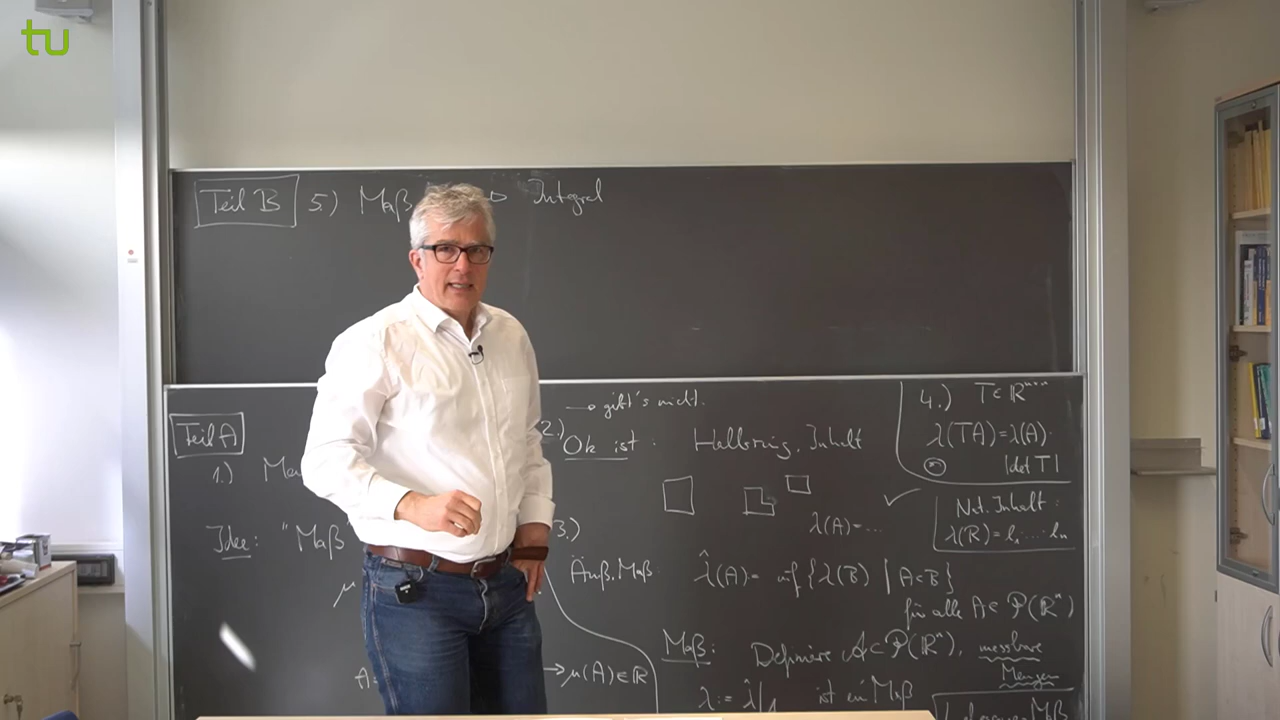 tu
Teil B 5.) Maß → Integral
Teil A
1.)
Idee: "Maß"
μ
→ gibt's nicht.
2.) Ok ist: Halbring, Inhalt
λ(A)=...
3.)
Äuß. Maß: λ̂(A)= inf{λ(B) | A⊂B}
für alle A⊂ P(ℝⁿ)
Maß: Definiere A⊂P(ℝⁿ), messbare Mengen
→ μ(A)∈ℝ
λ:= λ̂|A ist ein Maß
4.) T∈ℝⁿˣⁿ
λ(TA)=λ(A)·
|det T|
Nat. Inhalt:
λ(R)=l₁·...·lₙ